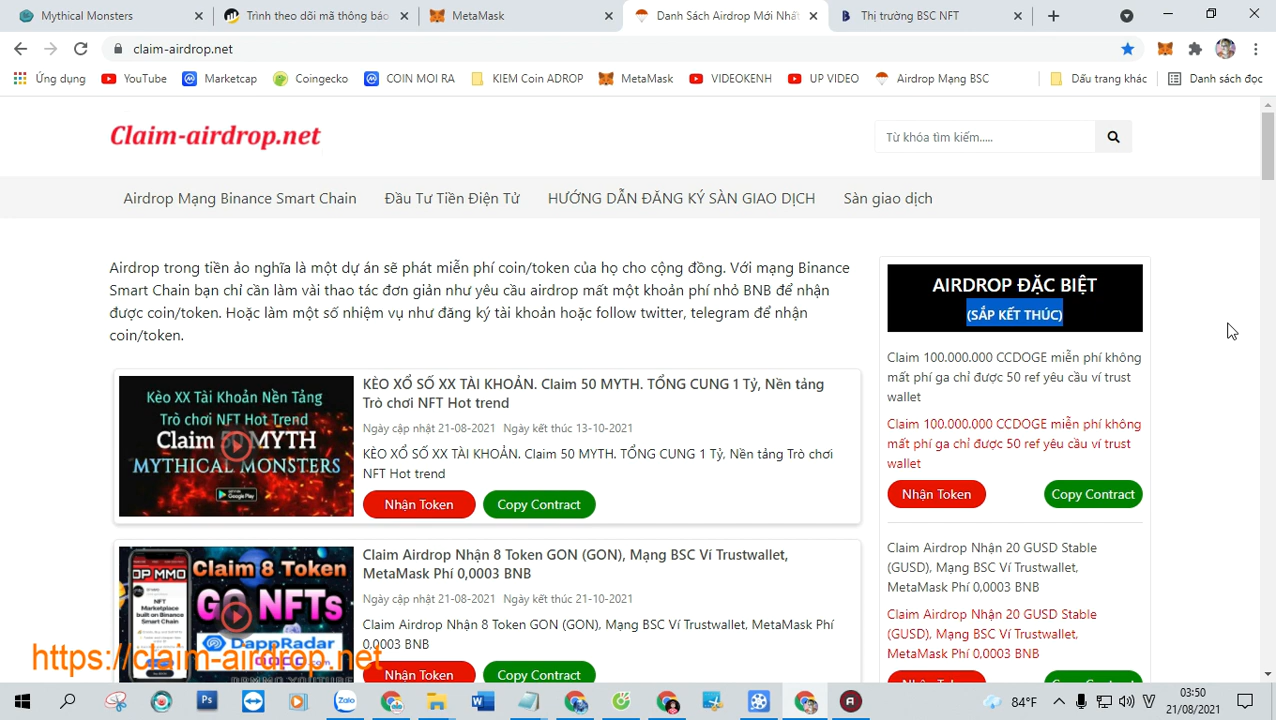 Mythical Monsters
Trình theo dõi mã thông báo
MetaMask
Danh Sách Airdrop Mới Nhất
Thị trường BSC NFT
claim-airdrop.net
Ứng dụng
YouTube
Marketcap
Coingecko
COIN MOI RA
KIEM Coin ADROP
MetaMask
VIDEOKENH
UP VIDEO
Airdrop Mạng BSC
Dấu trang khác
Danh sách đọc
Claim-airdrop.net
Từ khóa tìm kiếm.....
Airdrop Mạng Binance Smart Chain
Đầu Tư Tiền Điện Tử
HƯỚNG DẪN ĐĂNG KÝ SÀN GIAO DỊCH
Sàn giao dịch
Airdrop trong tiền ảo nghĩa là một dự án sẽ phát miễn phí coin/token của họ cho cộng đồng. Với mạng Binance
Smart Chain bạn chỉ cần làm vài thao tác đơn giản như yêu cầu airdrop mất một khoản phí nhỏ BNB để nhận
được coin/token. Hoặc làm một số nhiệm vụ như đăng ký tài khoản hoặc follow twitter, telegram để nhận
coin/token.
Kèo XX Tài Khoản Nền Tảng
Trò chơi NFT Hot Trend
Claim MYTH
MYTHICAL MONSTERS
Google Play
KÈO XỔ SỐ XX TÀI KHOẢN. Claim 50 MYTH. TỔNG CUNG 1 Tỷ, Nền tảng
Trò chơi NFT Hot trend
Ngày cập nhật 21-08-2021 Ngày kết thúc 13-10-2021
KÈO XỔ SỐ XX TÀI KHOẢN. Claim 50 MYTH. TỔNG CUNG 1 Tỷ, Nền tảng Trò chơi
NFT Hot trend
Nhận Token
Copy Contract
OP MMO
NFT
Marketplace
built on Binance
Smart Chain
Claim 8 Token
NFTs
DappRadar
Claim Airdrop Nhận 8 Token GON (GON), Mạng BSC Ví Trustwallet,
MetaMask Phí 0,0003 BNB
Ngày cập nhật 21-08-2021 Ngày kết thúc 21-10-2021
Claim Airdrop Nhận 8 Token GON (GON), Mạng BSC Ví Trustwallet, MetaMask Phí
0,0003 BNB
Nhận Token
Copy Contract
AIRDROP ĐẶC BIỆT
(SẮP KẾT THÚC)
Claim 100.000.000 CCDOGE miễn phí không
mất phí ga chỉ được 50 ref yêu cầu ví trust
wallet
Claim 100.000.000 CCDOGE miễn phí không
mất phí ga chỉ được 50 ref yêu cầu ví trust
wallet
Nhận Token
Copy Contract
Claim Airdrop Nhận 20 GUSD Stable
(GUSD), Mạng BSC Ví Trustwallet,
MetaMask Phí 0,0003 BNB
Claim Airdrop Nhận 20 GUSD Stable
(GUSD), Mạng BSC Ví Trustwallet,
MetaMask Phí 0,0003 BNB
https://claim-airdrop.net
84°F
03:50
21/08/2021